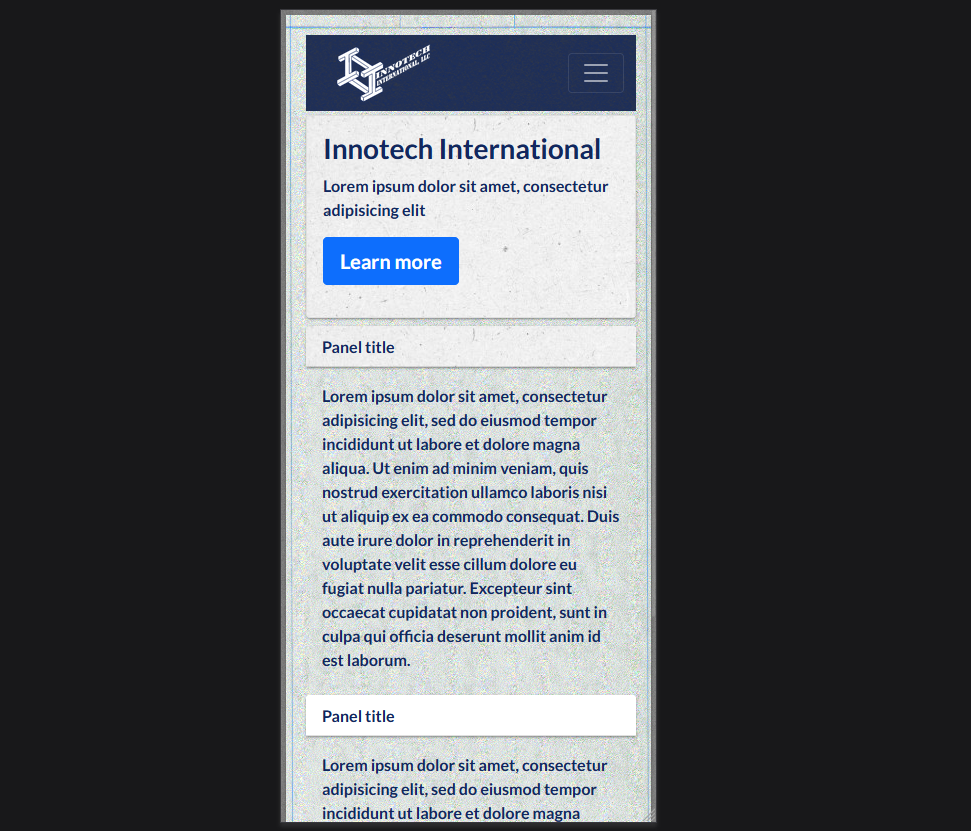 INNOTECH
INTERNATIONAL, LLC
Innotech International
Lorem ipsum dolor sit amet, consectetur
adipisicing elit
Learn more
Panel title
Lorem ipsum dolor sit amet, consectetur
adipisicing elit, sed do eiusmod tempor
incididunt ut labore et dolore magna
aliqua. Ut enim ad minim veniam, quis
nostrud exercitation ullamco laboris nisi
ut aliquip ex ea commodo consequat. Duis
aute irure dolor in reprehenderit in
voluptate velit esse cillum dolore eu
fugiat nulla pariatur. Excepteur sint
occaecat cupidatat non proident, sunt in
culpa qui officia deserunt mollit anim id
est laborum.
Panel title
Lorem ipsum dolor sit amet, consectetur
adipisicing elit, sed do eiusmod tempor
incididunt ut labore et dolore magna